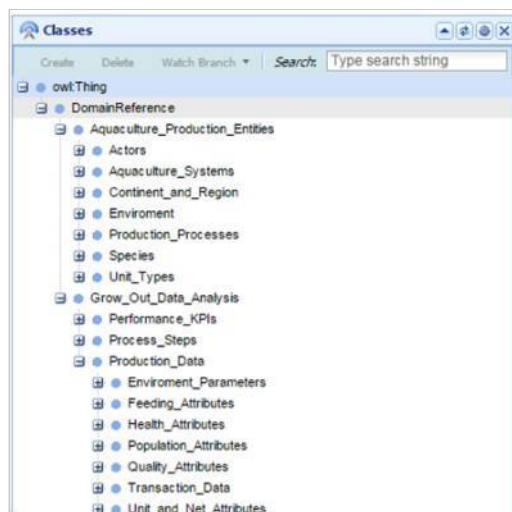 Classes
Create Delete Watch Branch Search: Type search string
owl:Thing
DomainReference
Aquaculture_Production_Entities
Actors
Aquaculture_Systems
Continent_and_Region
Enviroment
Production_Processes
Species
Unit_Types
Grow_Out_Data_Analysis
Performance_KPIs
Process_Steps
Production_Data
Enviroment_Parameters
Feeding_Attributes
Health_Attributes
Population_Attributes
Quality_Attributes
Transaction_Data
Unit_and_Net_Attributes